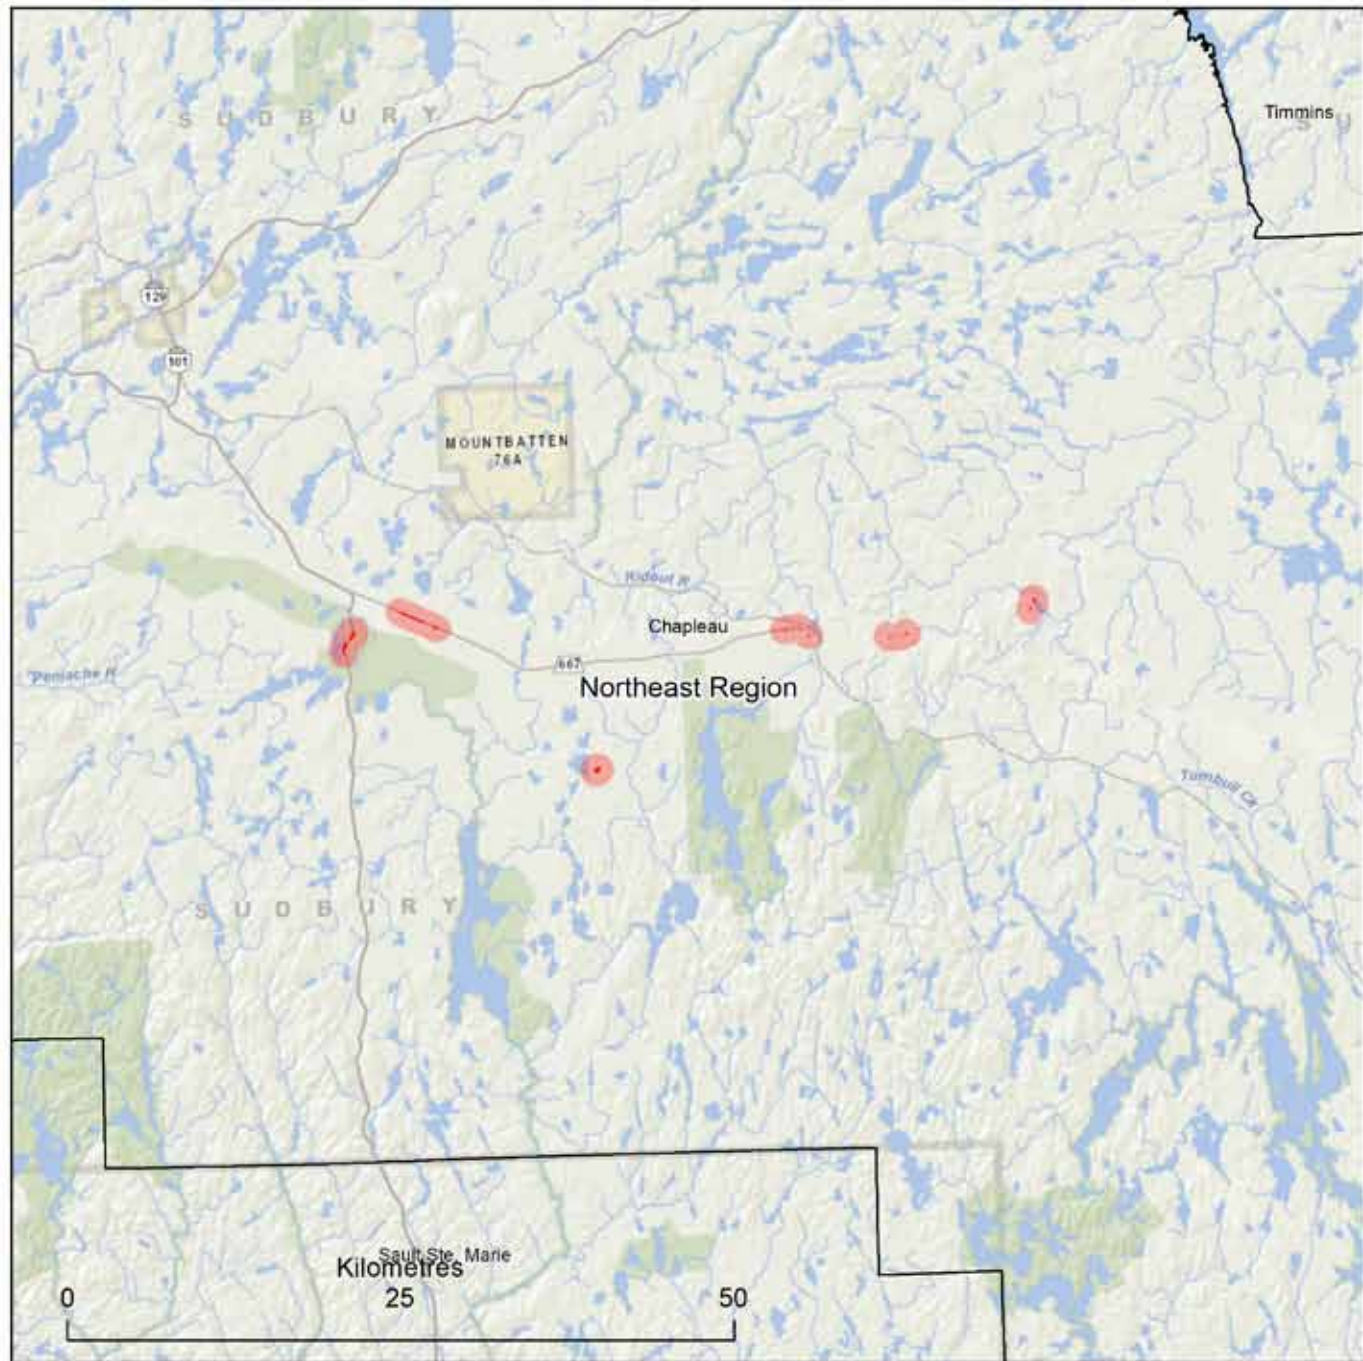 SUDBURY
Timmins
S U
129
101
MOUNTBATTEN
76A
Ridout R
Chapleau
667
Penlache R
Northeast Region
Turnbull Ck
SUDBURY
Sault Ste. Marie
Kilometres
0 25 50